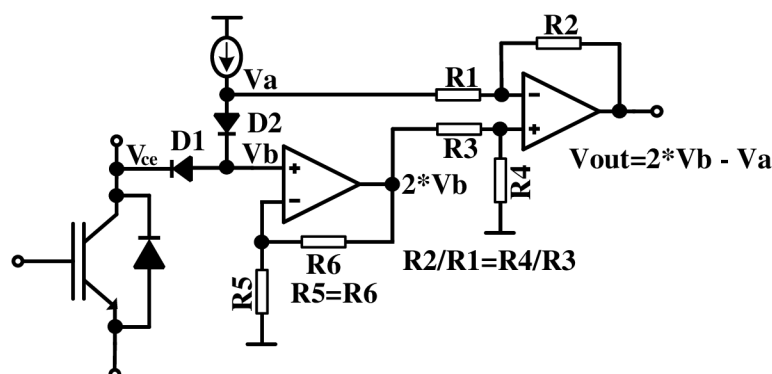 R2
Va
R1
D2
D1
Vce
Vb
+
-
-
+
R3
R4
2*Vb
Vout=2*Vb - Va
-
+
R6
R5=R6
R5
R2/R1=R4/R3